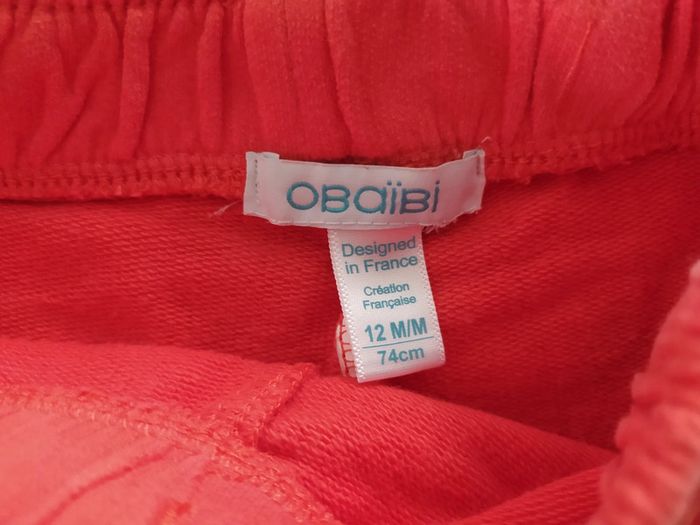 OBaïBi
Designed
in France
Création
Française
12 M/M
74cm